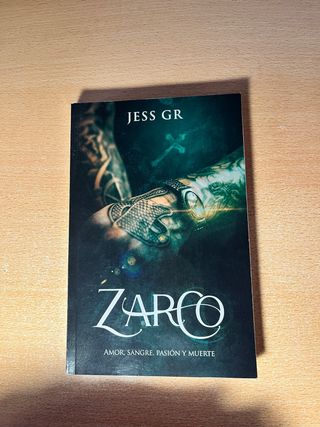 JESS GR
ZARCO
AMOR, SANGRE, PASIÓN Y MUERTE